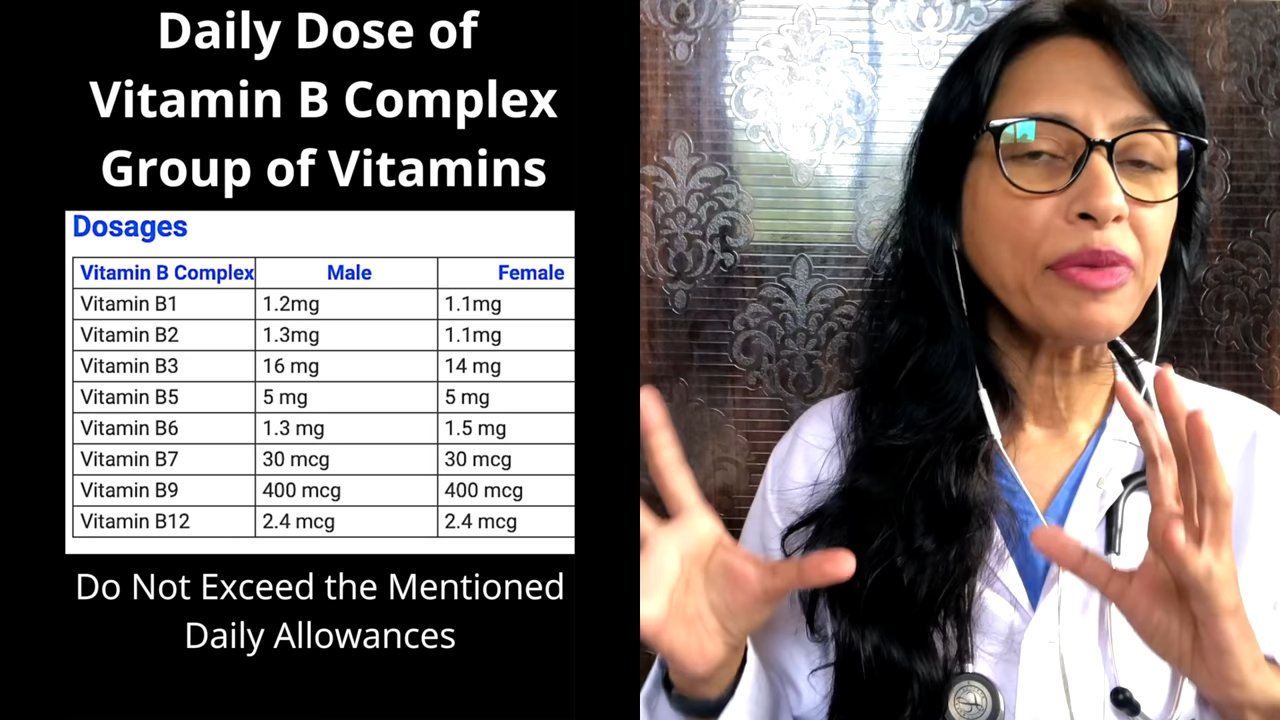 Daily Dose of
Vitamin B Complex
Group of Vitamins
Dosages
Vitamin B Complex Male Female
Vitamin B1 1.2mg 1.1mg
Vitamin B2 1.3mg 1.1mg
Vitamin B3 16 mg 14 mg
Vitamin B5 5 mg 5 mg
Vitamin B6 1.3 mg 1.5 mg
Vitamin B7 30 mcg 30 mcg
Vitamin B9 400 mcg 400 mcg
Vitamin B12 2.4 mcg 2.4 mcg
Do Not Exceed the Mentioned
Daily Allowances